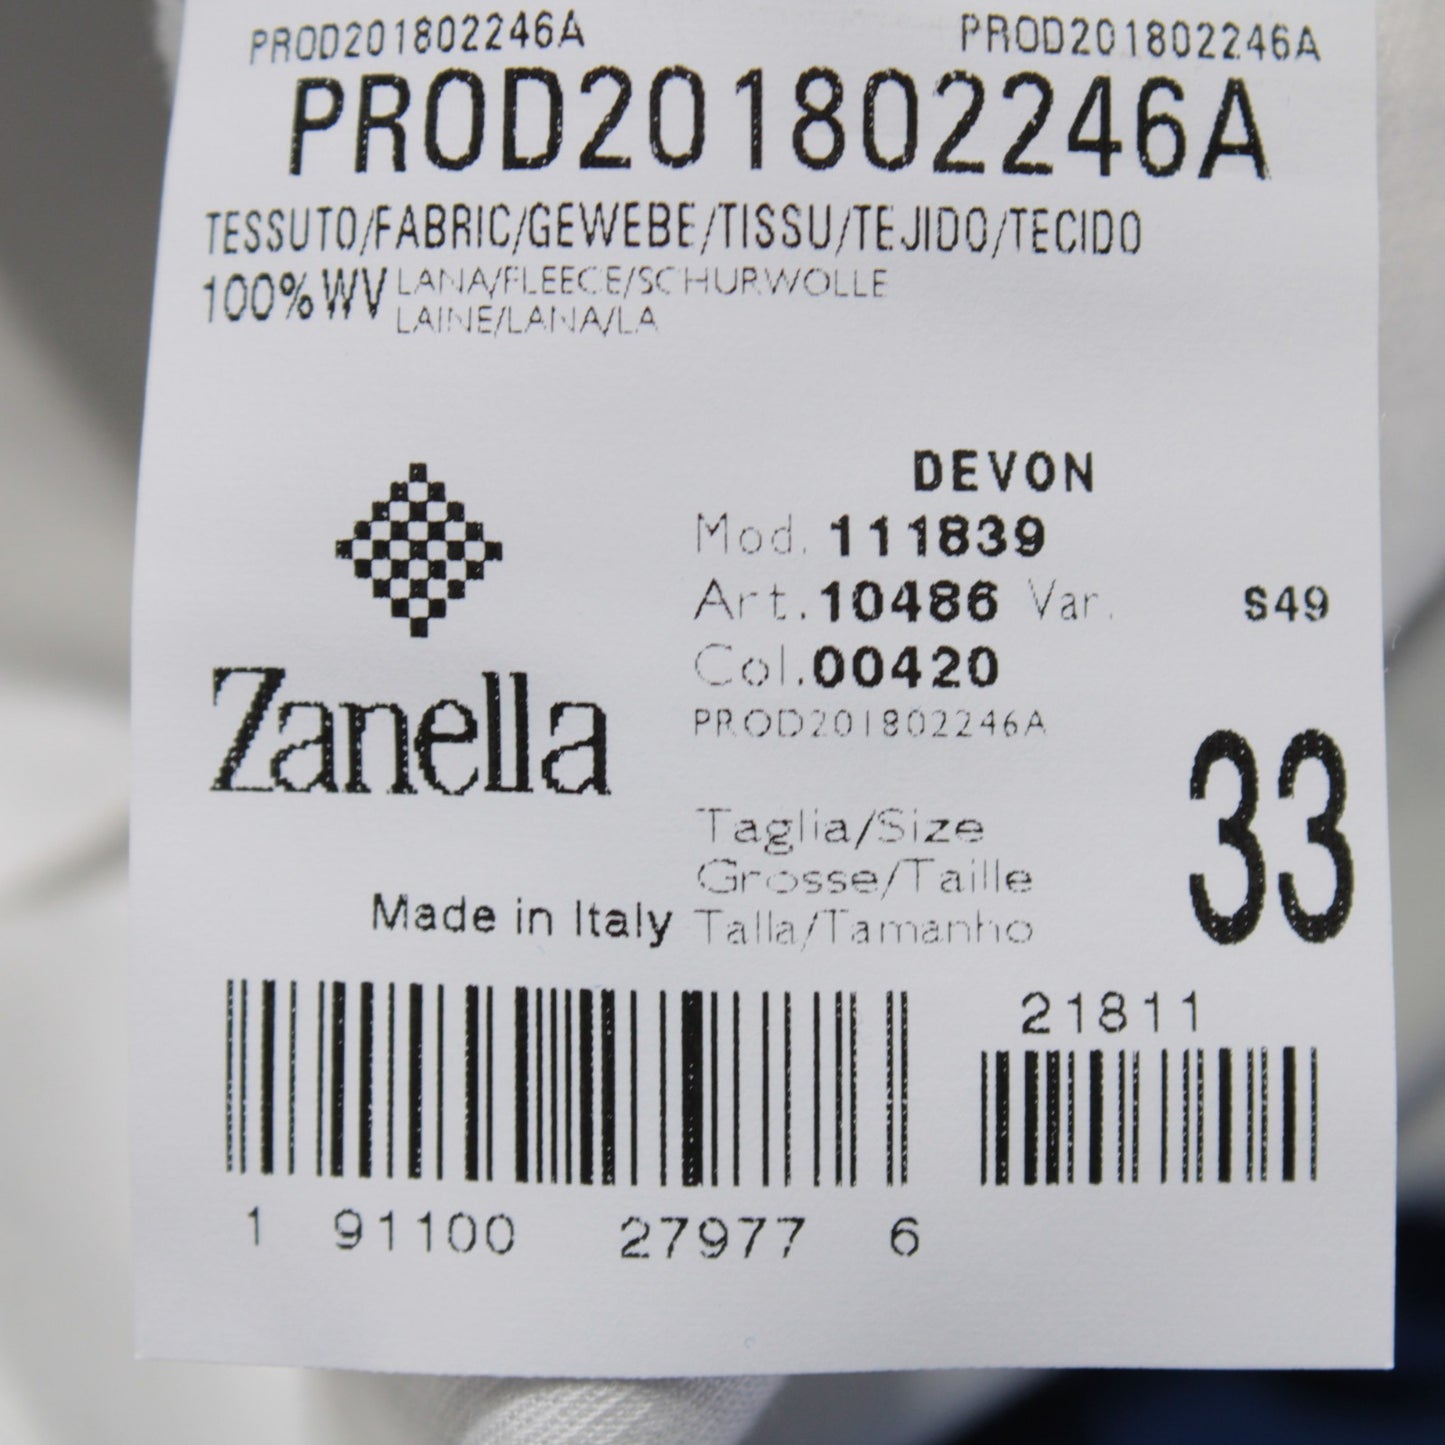 PROD201802246A PROD201802246A
PROD201802246A
TESSUTO/FABRIC/GEWEBE/TISSU/TEJIDO/TECIDO
100%WV LANA/FLEECE/SCHURWOLLE
LAINE/LANA/LA
DEVON
Mod. 111839
Art. 10486 Var. S49
Col. 00420
PROD201802246A
Zanella
33
Taglia/Size
Grosse/Taille
Made in Italy Talla/Tamanho
21811
1 91100 27977 6